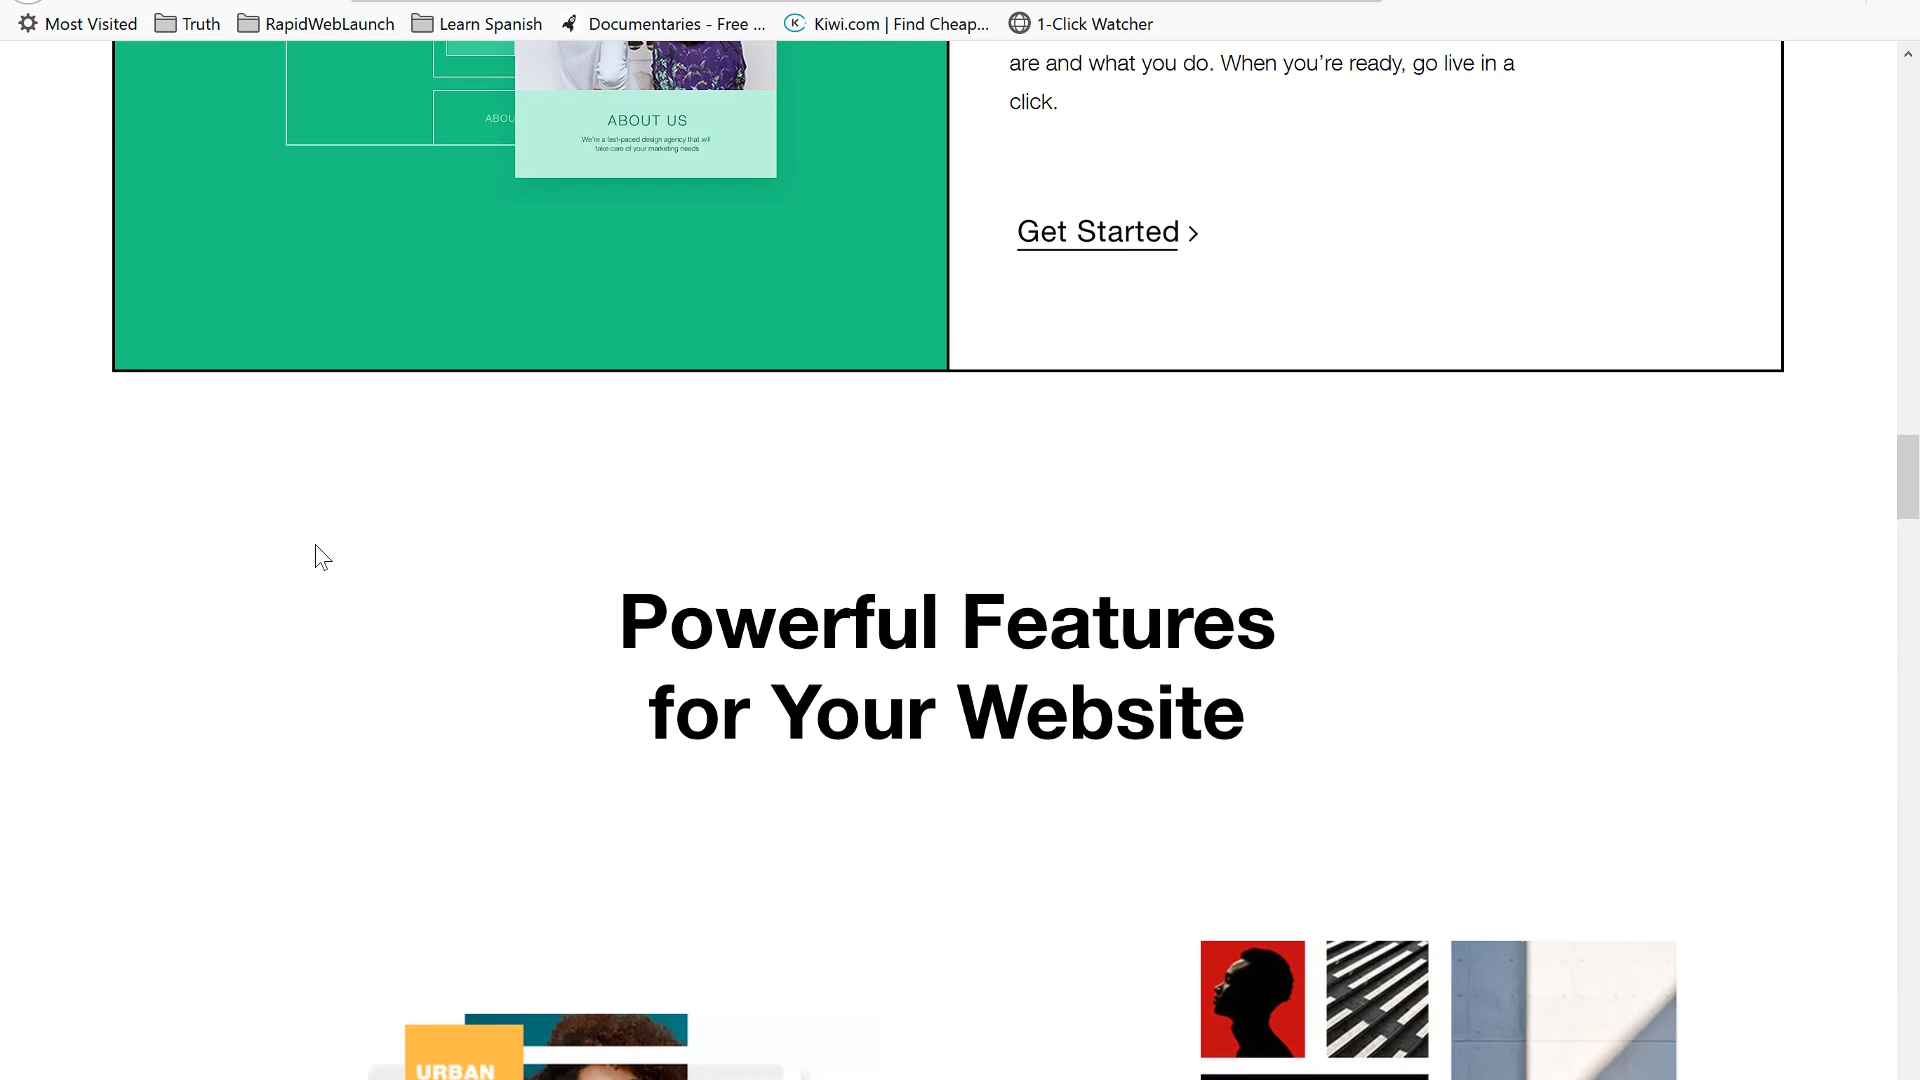 Most Visited Truth RapidWebLaunch Learn Spanish Documentaries - Free ... Kiwi.com | Find Cheap... 1-Click Watcher
are and what you do. When you’re ready, go live in a
click.
ABOU
ABOUT US
We're a fast-paced design agency that will
take care of your marketing needs
Get Started >
Powerful Features
for Your Website
URBAN